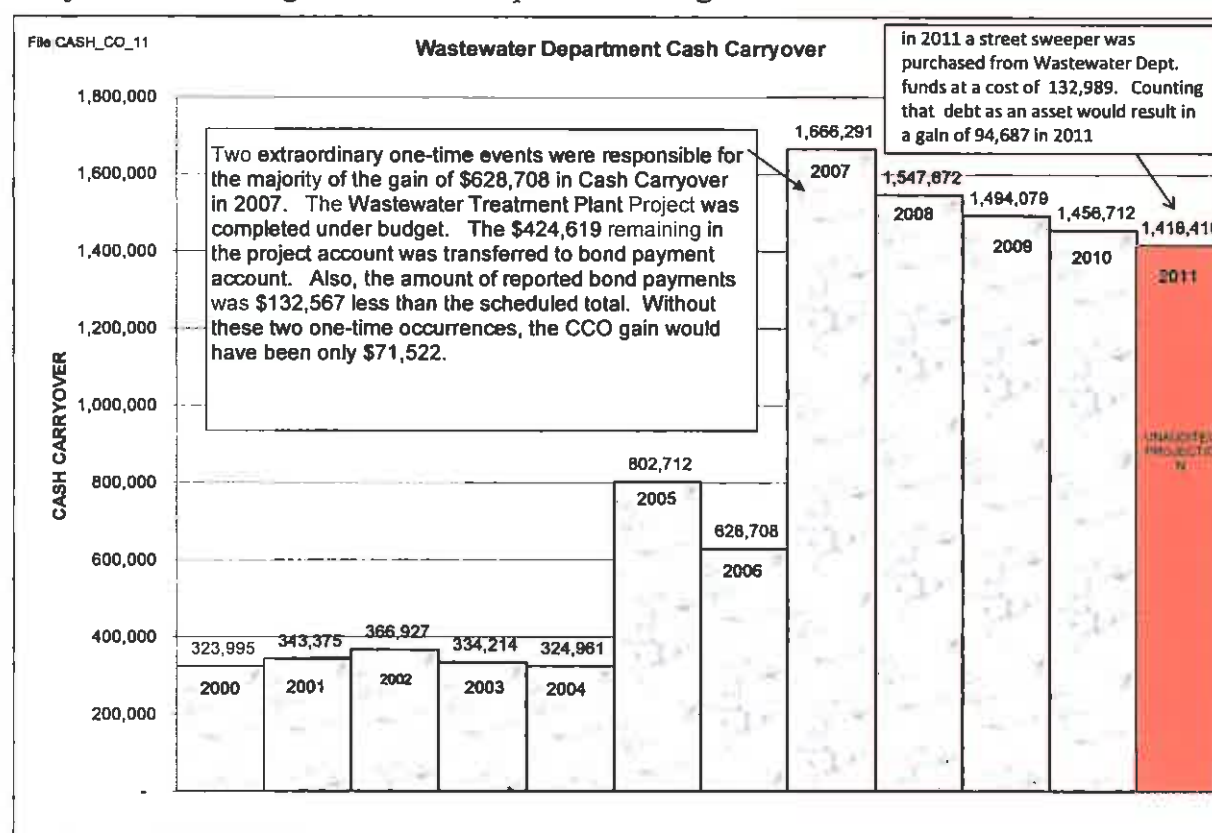 File CASH_CO_11
Wastewater Department Cash Carryover
in 2011 a street sweeper was
purchased from Wastewater Dept.
funds at a cost of 132,989. Counting
that debt as an asset would result in
a gain of 94,687 in 2011
Two extraordinary one-time events were responsible for
the majority of the gain of $628,708 in Cash Carryover
in 2007. The Wastewater Treatment Plant Project was
completed under budget. The $424,619 remaining in
the project account was transferred to bond payment
account. Also, the amount of reported bond payments
was $132,567 less than the scheduled total. Without
these two one-time occurrences, the CCO gain would
have been only $71,522.
CASH CARRYOVER
1,800,000
1,600,000
1,400,000
1,200,000
1,000,000
800,000
600,000
400,000
200,000
-
323,995
2000
343,375
2001
366,927
2002
334,214
2003
324,961
2004
802,712
2005
628,708
2006
1,666,291
2007
1,547,672
2008
1,494,079
2009
1,456,712
2010
2011
UNAUDITED
PROJECTIO
N